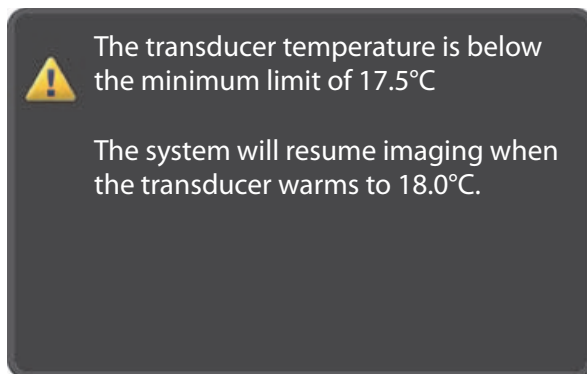 The transducer temperature is below
the minimum limit of 17.5°C
The system will resume imaging when
the transducer warms to 18.0°C.